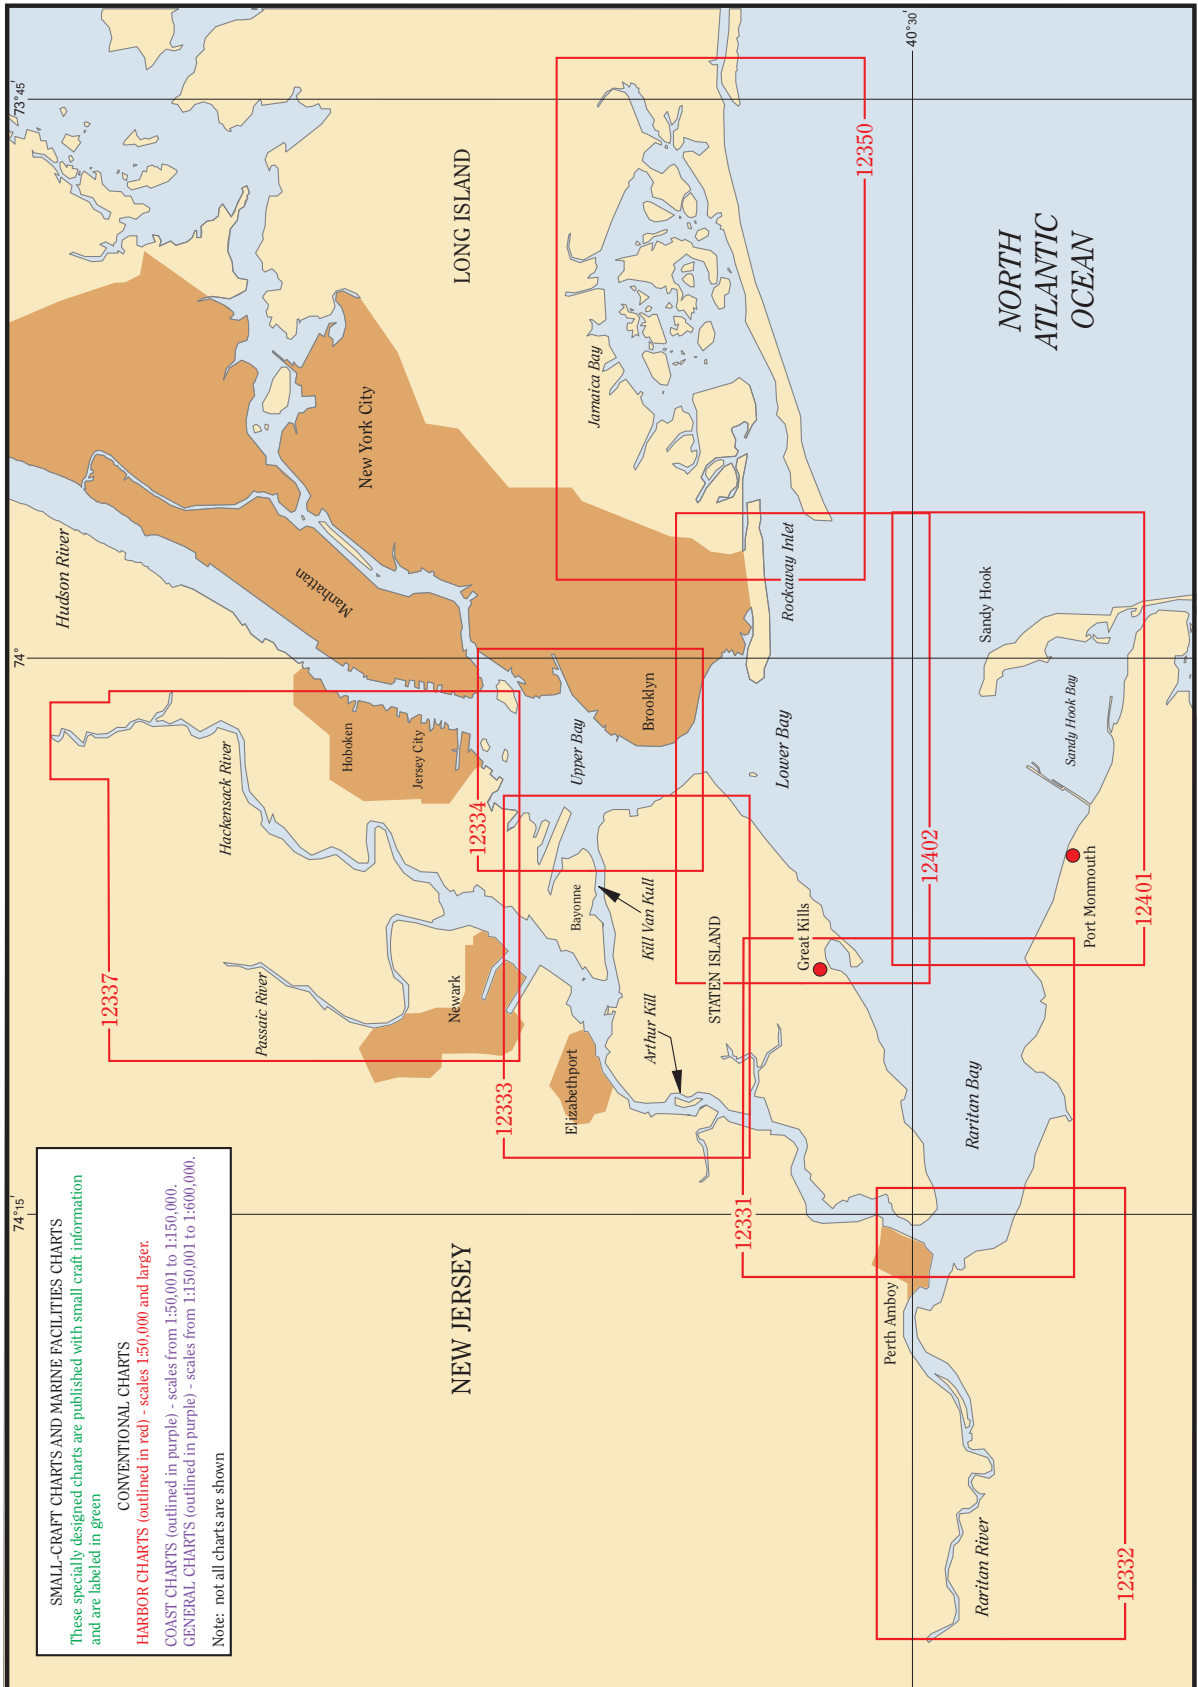 SMALL-CRAFT CHARTS AND MARINE FACILITIES CHARTS
These specially designed charts are published with small craft information
and are labeled in green
CONVENTIONAL CHARTS
HARBOR CHARTS (outlined in red) - scales 1:50,000 and larger.
COAST CHARTS (outlined in purple) - scales from 1:50,001 to 1:150,000.
GENERAL CHARTS (outlined in purple) - scales from 1:150,001 to 1:600,000.
Note: not all charts are shown
74°15'
74°
73°45'
40°30'
12337
Hackensack River
Passaic River
Hudson River
Hoboken
Jersey City
Manhattan
New York City
LONG ISLAND
Newark
NEW JERSEY
12334
12333
Elizabethport
Bayonne
Upper Bay
Brooklyn
Jamaica Bay
Kill Van Kull
Arthur Kill
STATEN ISLAND
12331
Great Kills
Lower Bay
Rockaway Inlet
12350
Perth Amboy
12402
Raritan Bay
Raritan River
Sandy Hook
Sandy Hook Bay
Port Monmouth
12401
12332
NORTH
ATLANTIC
OCEAN